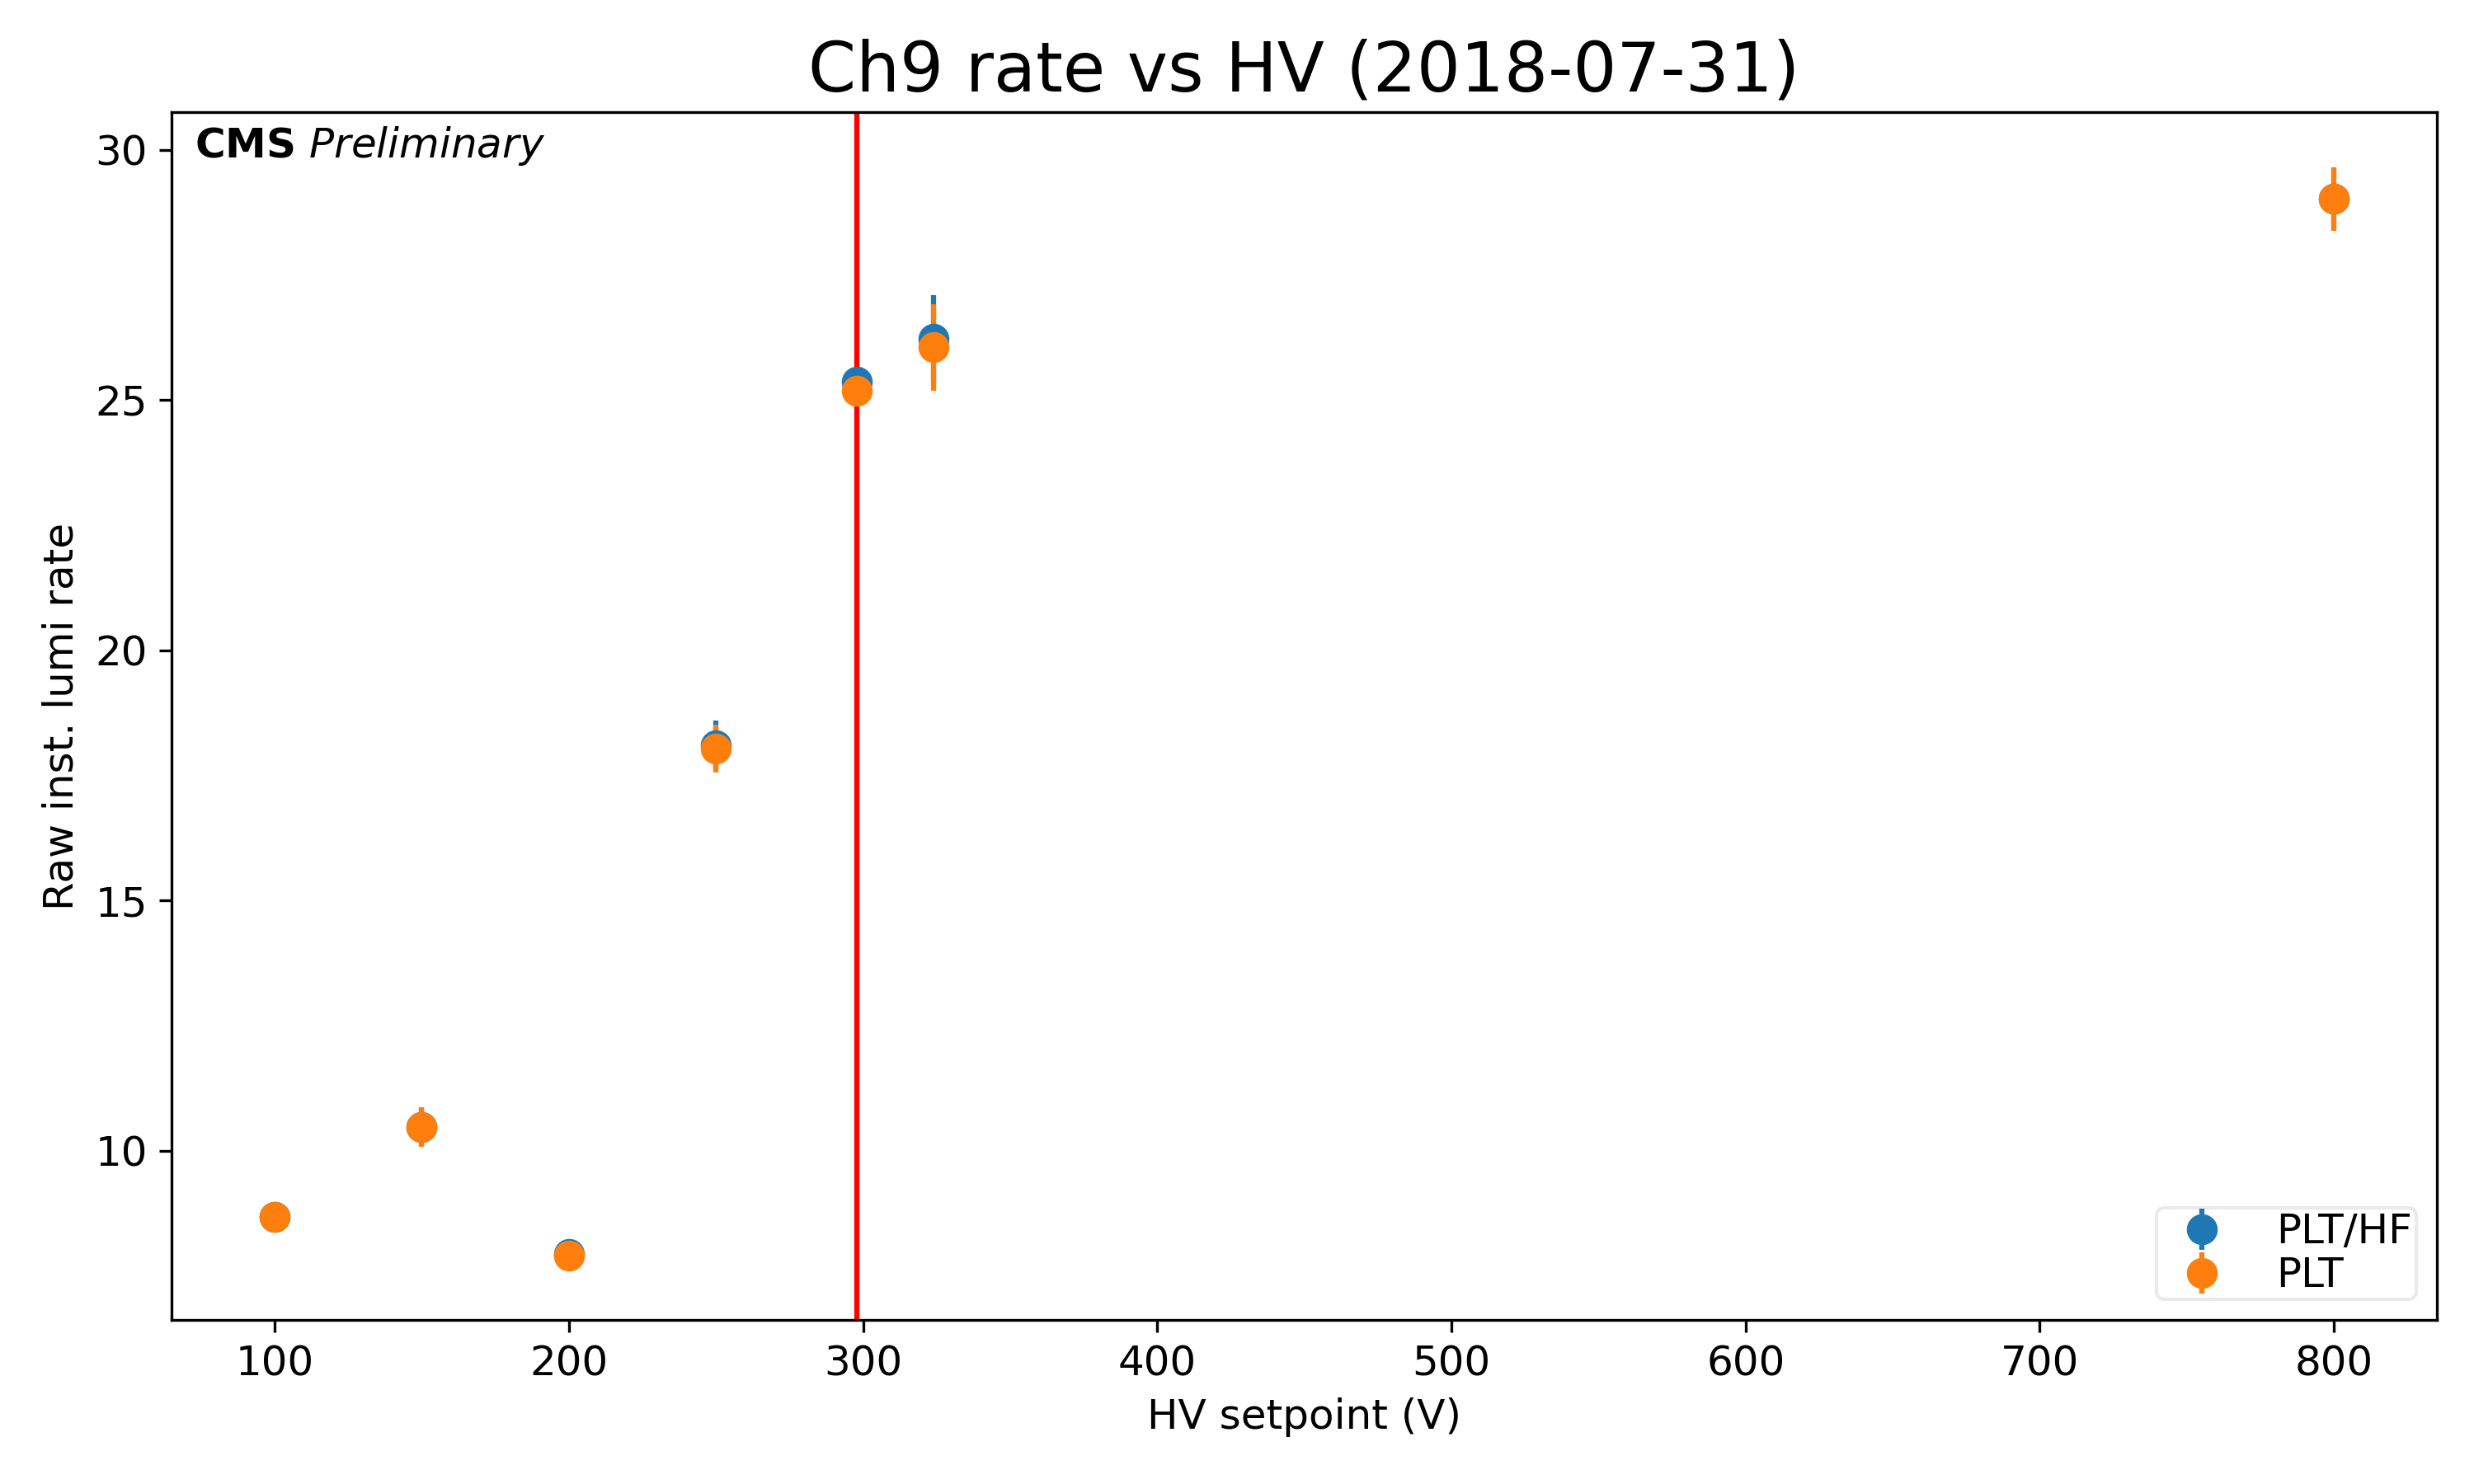 Ch9 rate vs HV (2018-07-31)
CMS Preliminary
30
25
20
15
10
Raw inst. lumi rate
PLT/HF
PLT
100 200 300 400 500 600 700 800
HV setpoint (V)